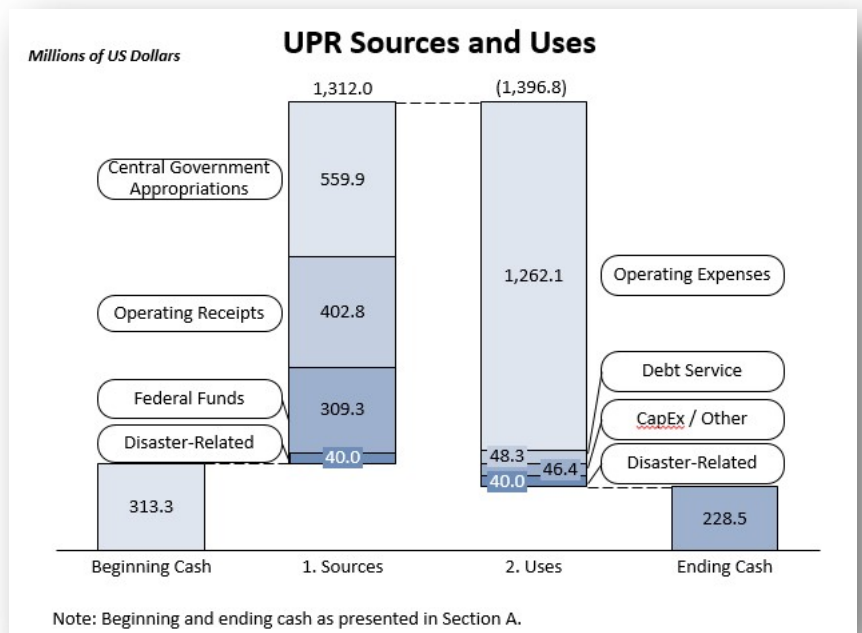 UPR Sources and Uses
Millions of US Dollars
1,312.0
(1,396.8)
Central Government
Appropriations
559.9
1,262.1
Operating Expenses
Operating Receipts
402.8
Debt Service
Federal Funds
309.3
CapEx / Other
Disaster-Related
40.0
48.3
46.4
Disaster-Related
40.0
313.3
228.5
Beginning Cash
1. Sources
2. Uses
Ending Cash
Note: Beginning and ending cash as presented in Section A.